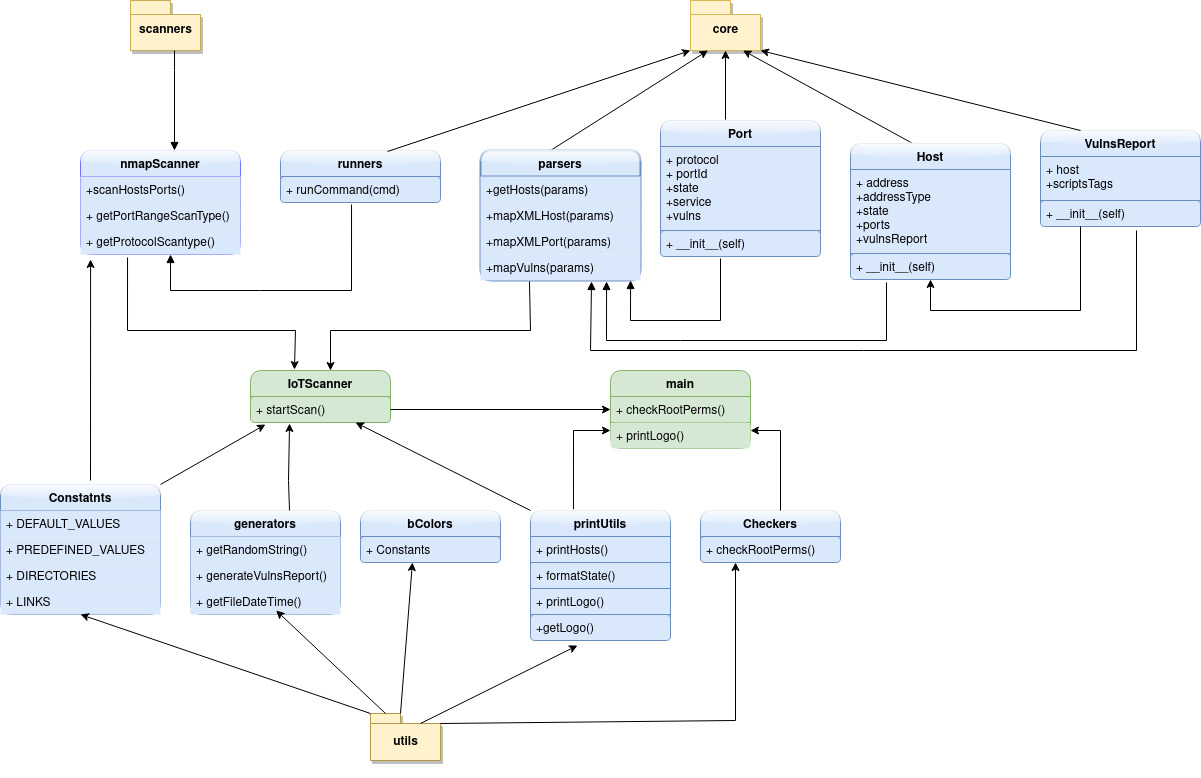 scanners
core
nmapScanner
+scanHostsPorts()
+ getPortRangeScanType()
+ getProtocolScantype()
runners
+ runCommand(cmd)
parsers
+getHosts(params)
+mapXMLHost(params)
+mapXMLPort(params)
+mapVulns(params)
Port
+ protocol
+ portId
+state
+service
+vulns
+ __init__(self)
Host
+ address
+addressType
+state
+ports
+vulnsReport
+ __init__(self)
VulnsReport
+ host
+scriptsTags
+ __init__(self)
IoTScanner
+ startScan()
main
+ checkRootPerms()
+ printLogo()
Constatnts
+ DEFAULT_VALUES
+ PREDEFINED_VALUES
+ DIRECTORIES
+ LINKS
generators
+ getRandomString()
+ generateVulnsReport()
+ getFileDateTime()
bColors
+ Constants
printUtils
+ printHosts()
+ formatState()
+ printLogo()
+getLogo()
Checkers
+ checkRootPerms()
utils